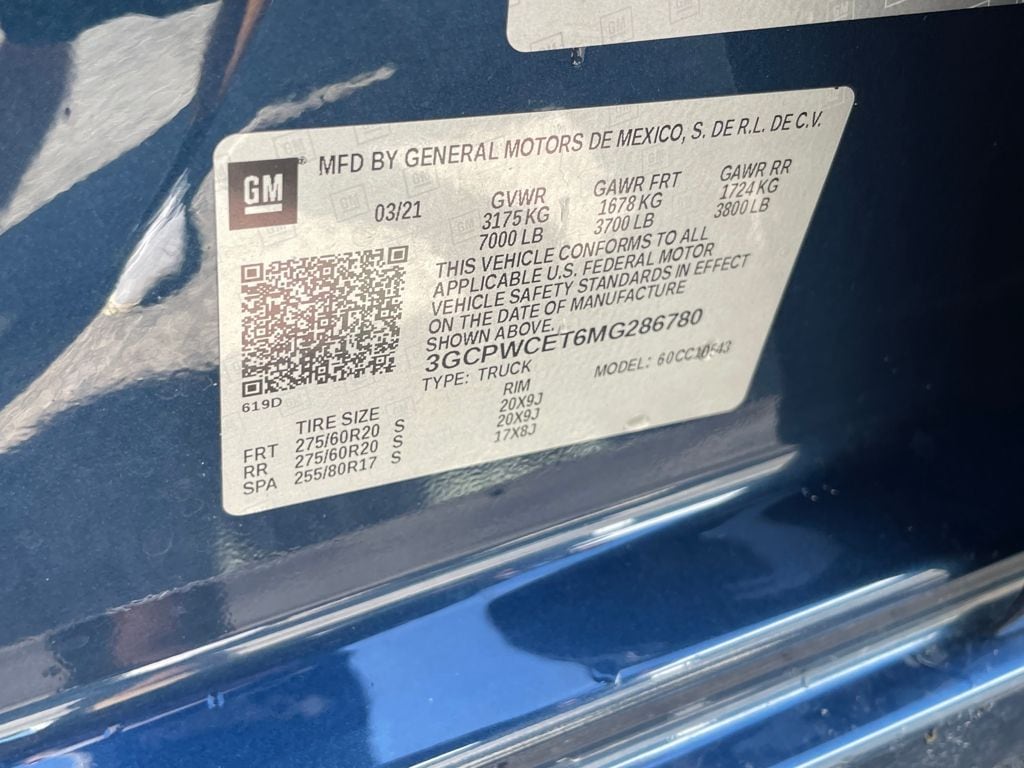 GM
GM
MFD BY GENERAL MOTORS DE MEXICO, S. DE R.L. DE C.V.
03/21
GVWR GAWR FRT GAWR RR
3175 KG 1678 KG 1724 KG
7000 LB 3700 LB 3800 LB
THIS VEHICLE CONFORMS TO ALL
APPLICABLE U.S. FEDERAL MOTOR
VEHICLE SAFETY STANDARDS IN EFFECT
ON THE DATE OF MANUFACTURE
SHOWN ABOVE.
3GCPWCET6MG286780
TYPE: TRUCK MODEL: 60CC10543
619D
TIRE SIZE RIM
FRT 275/60R20 S 20X9J
RR 275/60R20 S 20X9J
SPA 255/80R17 S 17X8J